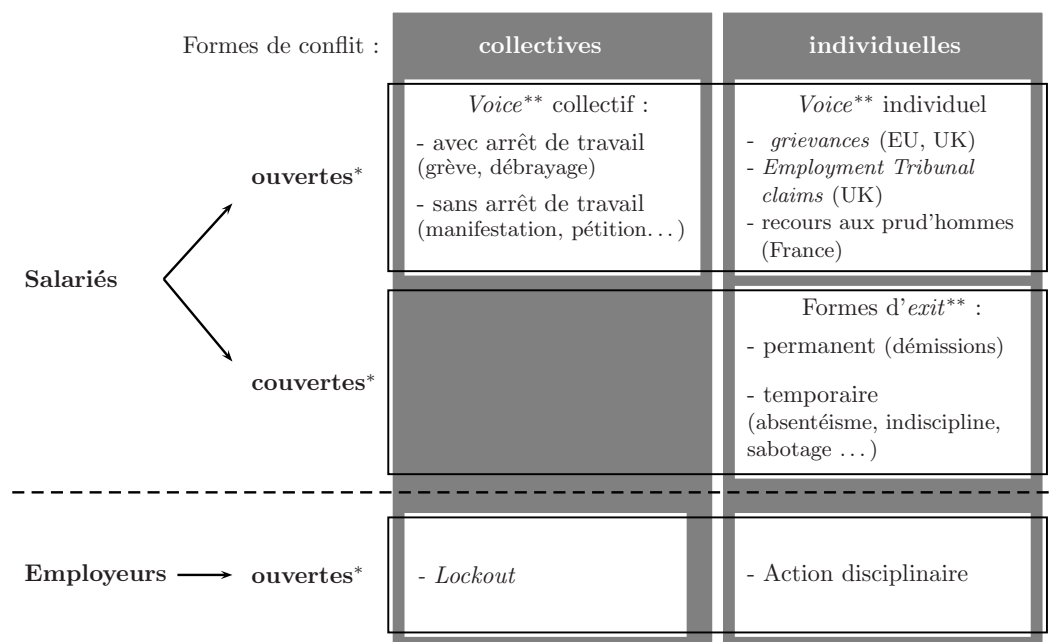 Formes de conflit :
collectives
individuelles
Voice** collectif :
- avec arrêt de travail
(grève, débrayage)
- sans arrêt de travail
(manifestation, pétition...)
Voice** individuel
- grievances (EU, UK)
- Employment Tribunal
claims (UK)
- recours aux prud'hommes
(France)
ouvertes*
Salariés
couvertes*
Formes d'exit** :
- permanent (démissions)
- temporaire
(absentéisme, indiscipline,
sabotage ...)
Employeurs
ouvertes*
- Lockout
- Action disciplinaire